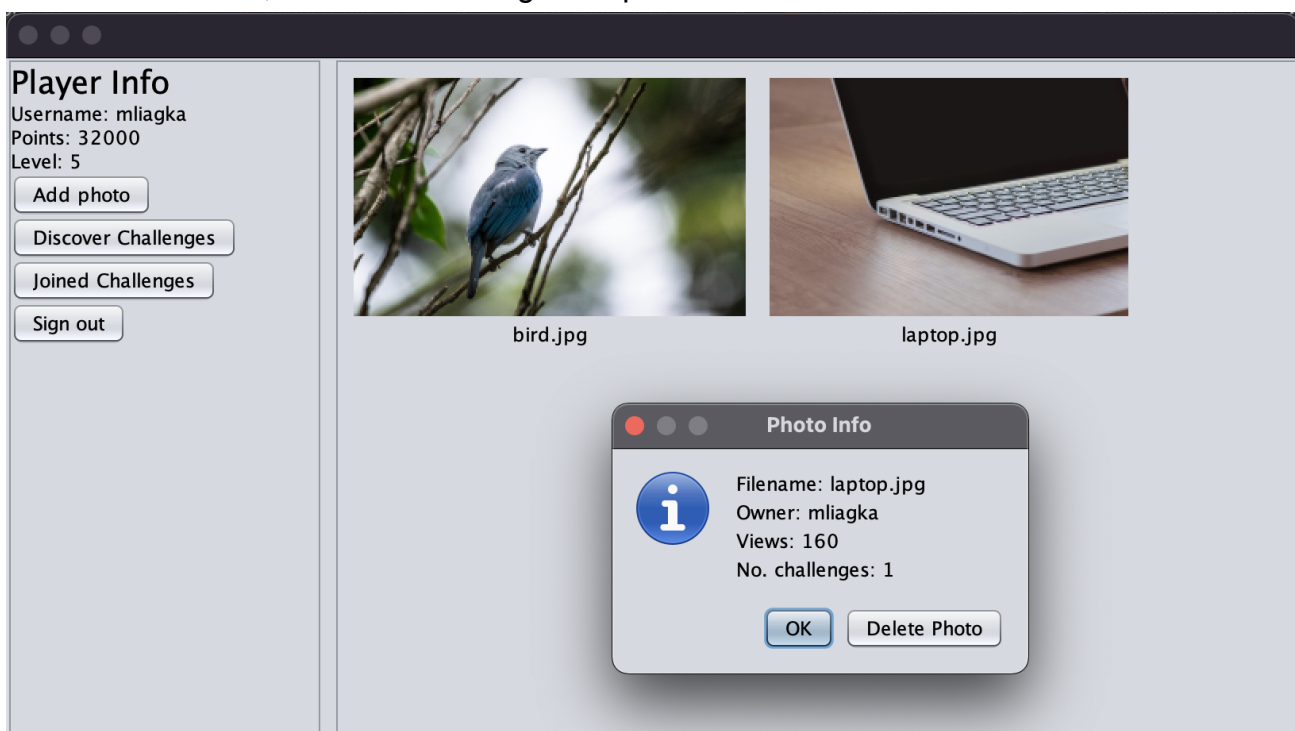 Player Info
Username: mliagka
Points: 32000
Level: 5
Add photo
Discover Challenges
Joined Challenges
Sign out
bird.jpg
laptop.jpg
Photo Info
Filename: laptop.jpg
Owner: mliagka
Views: 160
No. challenges: 1
OK
Delete Photo